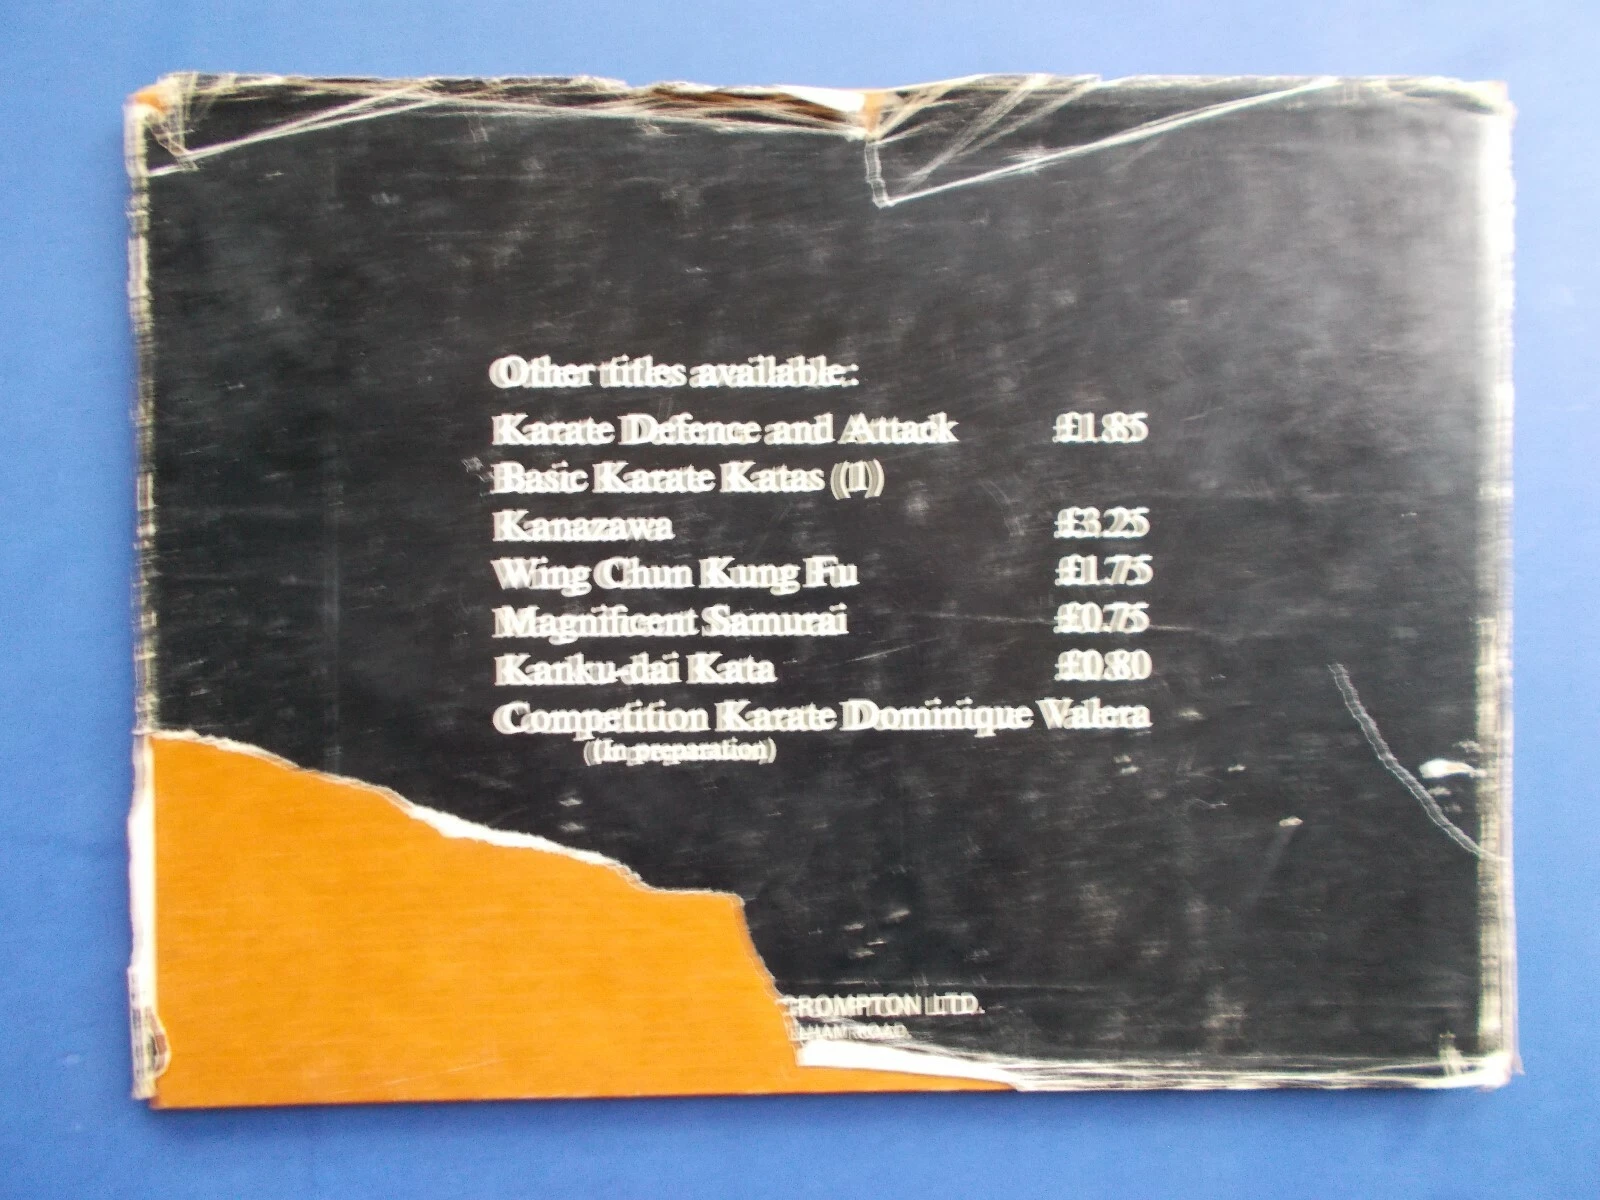 Other titles available:
Karate Defence and Attack £1.85
Basic Karate Katas (1)
Kanazawa £3.25
Wing Chun Kung Fu £1.75
Magnificent Samurai £0.75
Kanku-dai Kata £0.80
Competition Karate Dominique Valera
(In preparation)
CROMPTON LTD.
ROAD